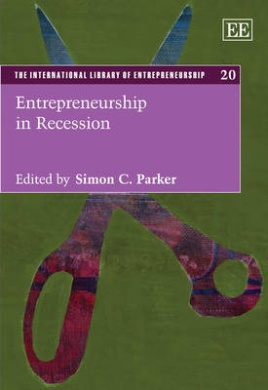 EE
THE INTERNATIONAL LIBRARY OF ENTREPRENEURSHIP 20
Entrepreneurship
in Recession
Edited by Simon C. Parker